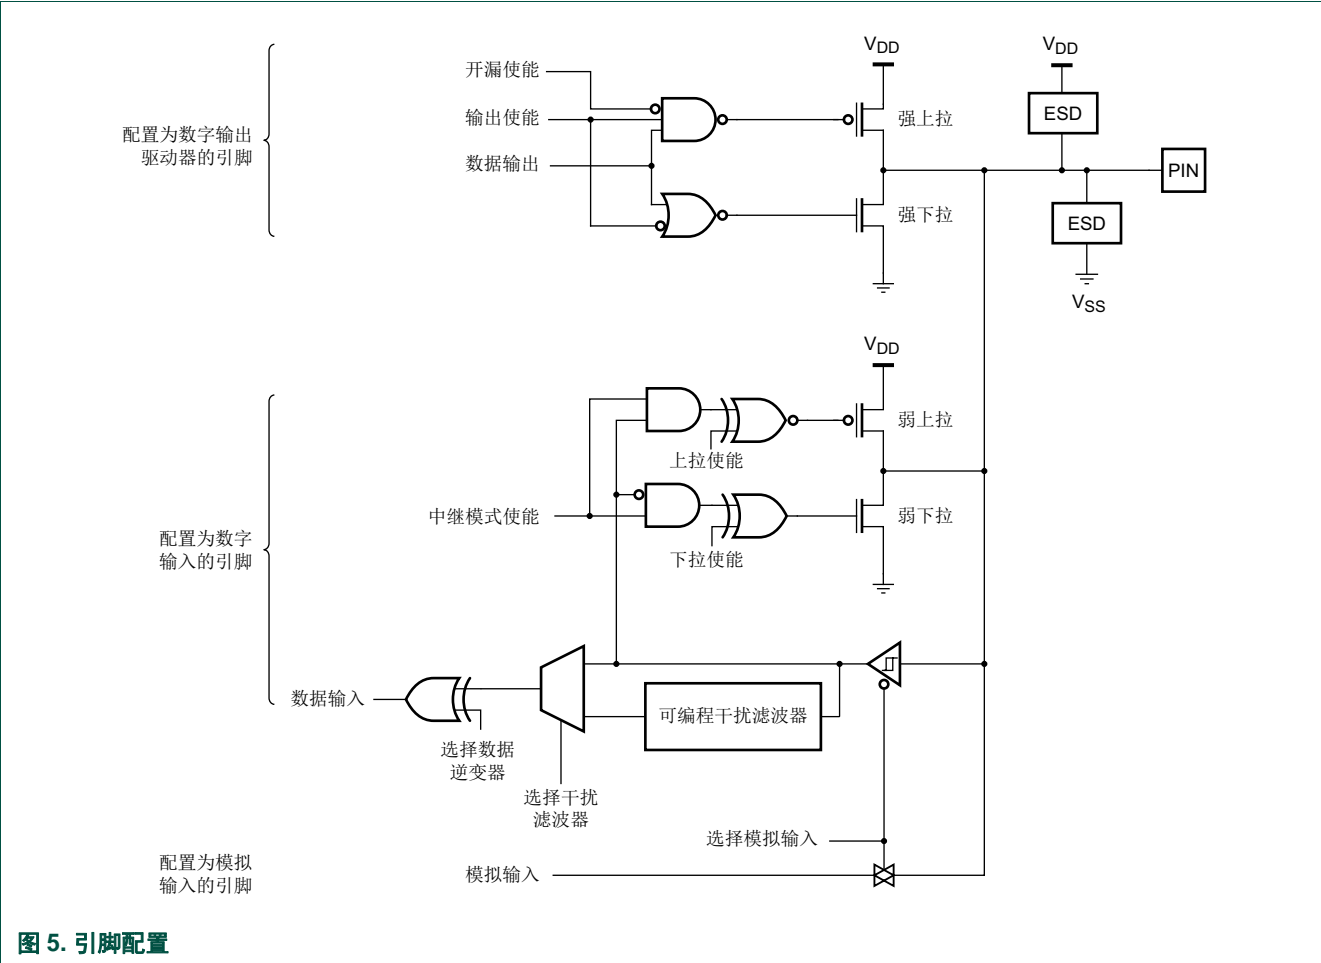 VDD
VDD
开漏使能
ESD
输出使能
强上拉
配置为数字输出
驱动器的引脚
数据输出
PIN
强下拉
ESD
VSS
VDD
弱上拉
上拉使能
中继模式使能
弱下拉
配置为数字
输入的引脚
下拉使能
数据输入
可编程干扰滤波器
选择数据
逆变器
选择干扰
滤波器
选择模拟输入
配置为模拟
输入的引脚
模拟输入
图 5. 引脚配置